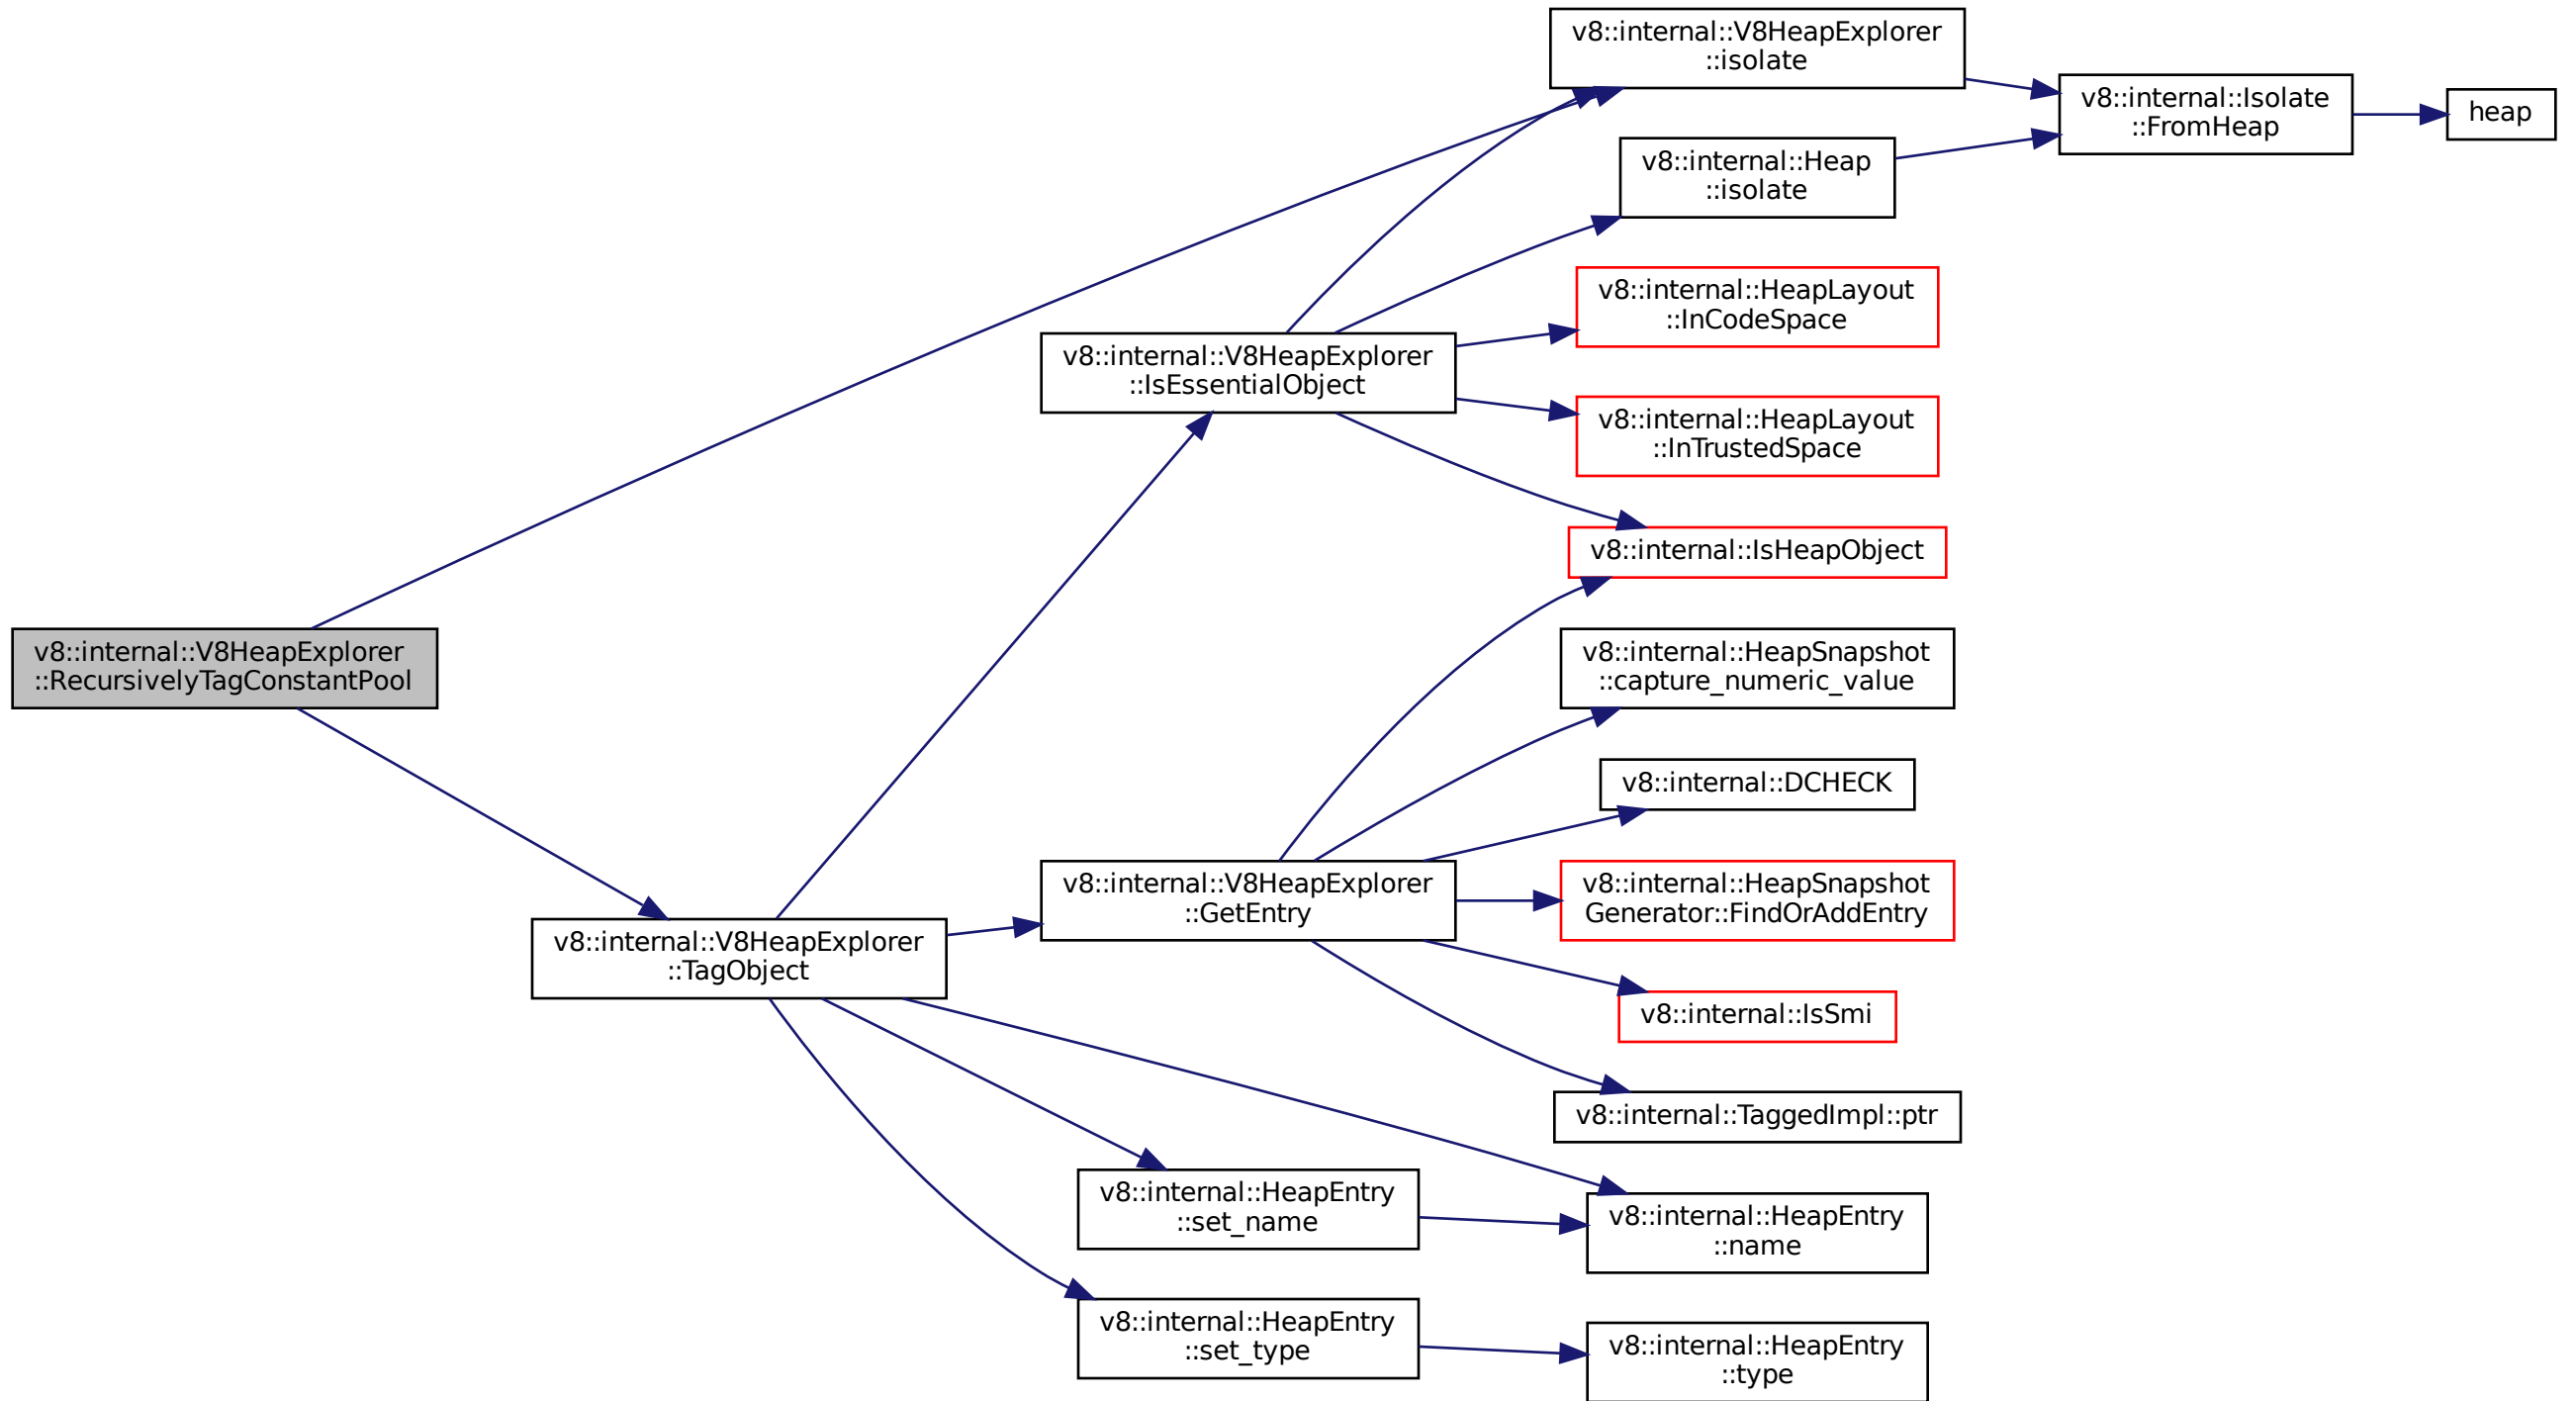 v8::internal::V8HeapExplorer
::RecursivelyTagConstantPool
v8::internal::V8HeapExplorer
::TagObject
v8::internal::V8HeapExplorer
::IsEssentialObject
v8::internal::V8HeapExplorer
::GetEntry
v8::internal::HeapEntry
::set_name
v8::internal::HeapEntry
::set_type
v8::internal::V8HeapExplorer
::isolate
v8::internal::Heap
::isolate
v8::internal::HeapLayout
::InCodeSpace
v8::internal::HeapLayout
::InTrustedSpace
v8::internal::IsHeapObject
v8::internal::HeapSnapshot
::capture_numeric_value
v8::internal::DCHECK
v8::internal::HeapSnapshot
Generator::FindOrAddEntry
v8::internal::IsSmi
v8::internal::TaggedImpl::ptr
v8::internal::HeapEntry
::name
v8::internal::HeapEntry
::type
v8::internal::Isolate
::FromHeap
heap